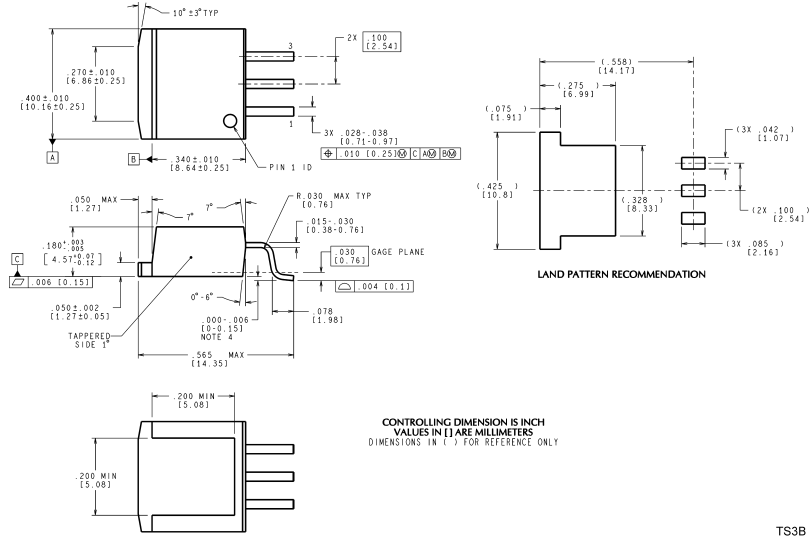 10° ±3° TYP
2X .100
[2.54]
3
.270±.010
[6.86±0.25]
.400±.010
[10.16±0.25]
1
3X .028-.038
[0.71-0.97]
.010 [0.25]Ⓜ C AⓂ BⓂ
A
B
.340±.010
[8.64±0.25]
PIN 1 ID
(.558)
[14.17]
(.275 )
[6.99]
(.075 )
[1.91]
(3X .042 )
[1.07]
(.425 )
[10.8]
(.328 )
[8.33]
(2X .100 )
[2.54]
(3X .085 )
[2.16]
LAND PATTERN RECOMMENDATION
.050 MAX
[1.27]
7°
7°
R.030 MAX TYP
[0.76]
.015-.030
[0.38-0.76]
.180+.003
-.005
[4.57+0.07
-0.12]
.030 GAGE PLANE
[0.76]
C
.006 [0.15]
.004 [0.1]
0°-6°
.050±.002
[1.27±0.05]
.078
[1.98]
.000-.006
[0-0.15]
NOTE 4
TAPPERED
SIDE 1°
.565 MAX
[14.35]
.200 MIN
[5.08]
.200 MIN
[5.08]
CONTROLLING DIMENSION IS INCH
VALUES IN [ ] ARE MILLIMETERS
DIMENSIONS IN ( ) FOR REFERENCE ONLY
TS3B